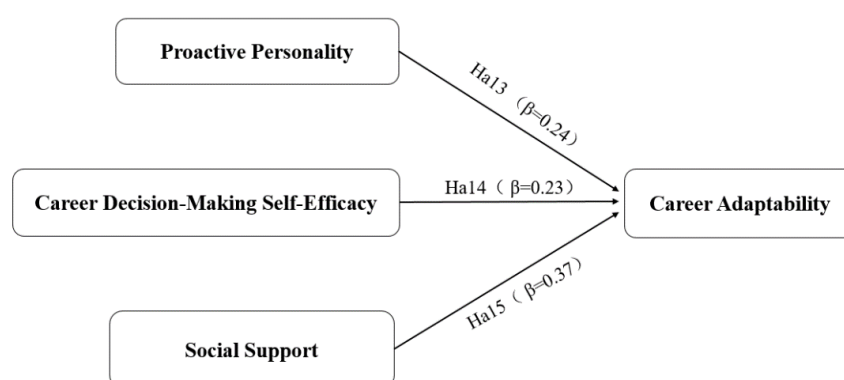 Proactive Personality
Ha13（β=0.24）
Career Decision-Making Self-Efficacy
Ha14（ β=0.23）
Career Adaptability
Ha15（ β=0.37）
Social Support